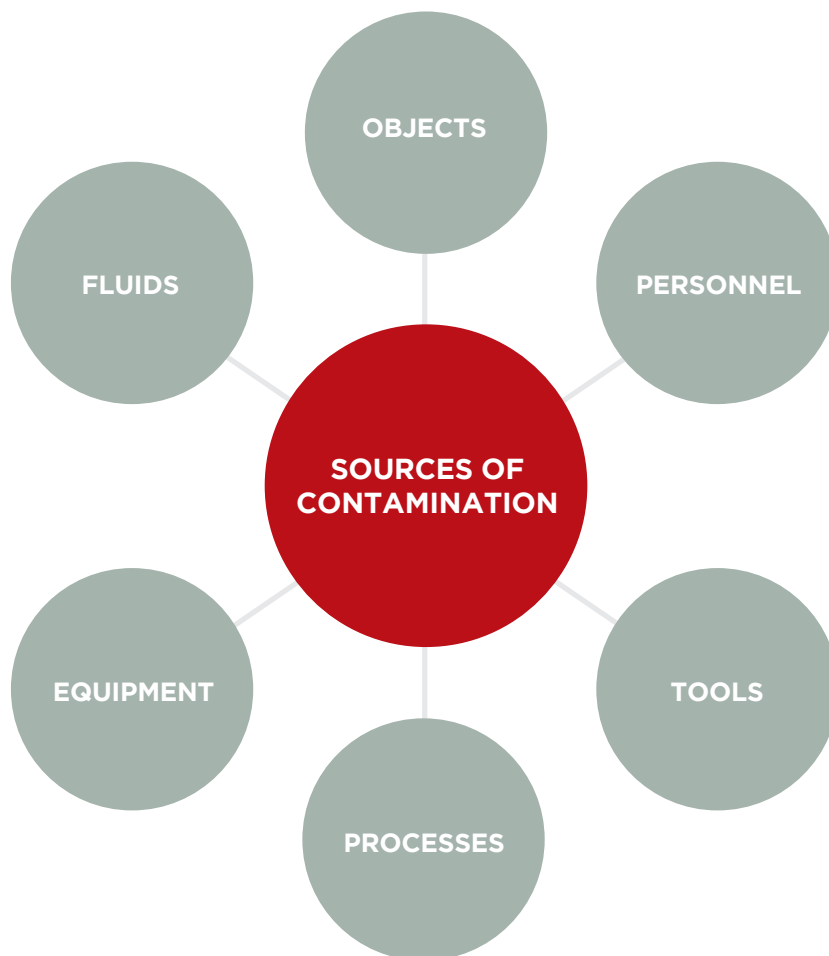 OBJECTS
FLUIDS
PERSONNEL
SOURCES OF
CONTAMINATION
EQUIPMENT
TOOLS
PROCESSES